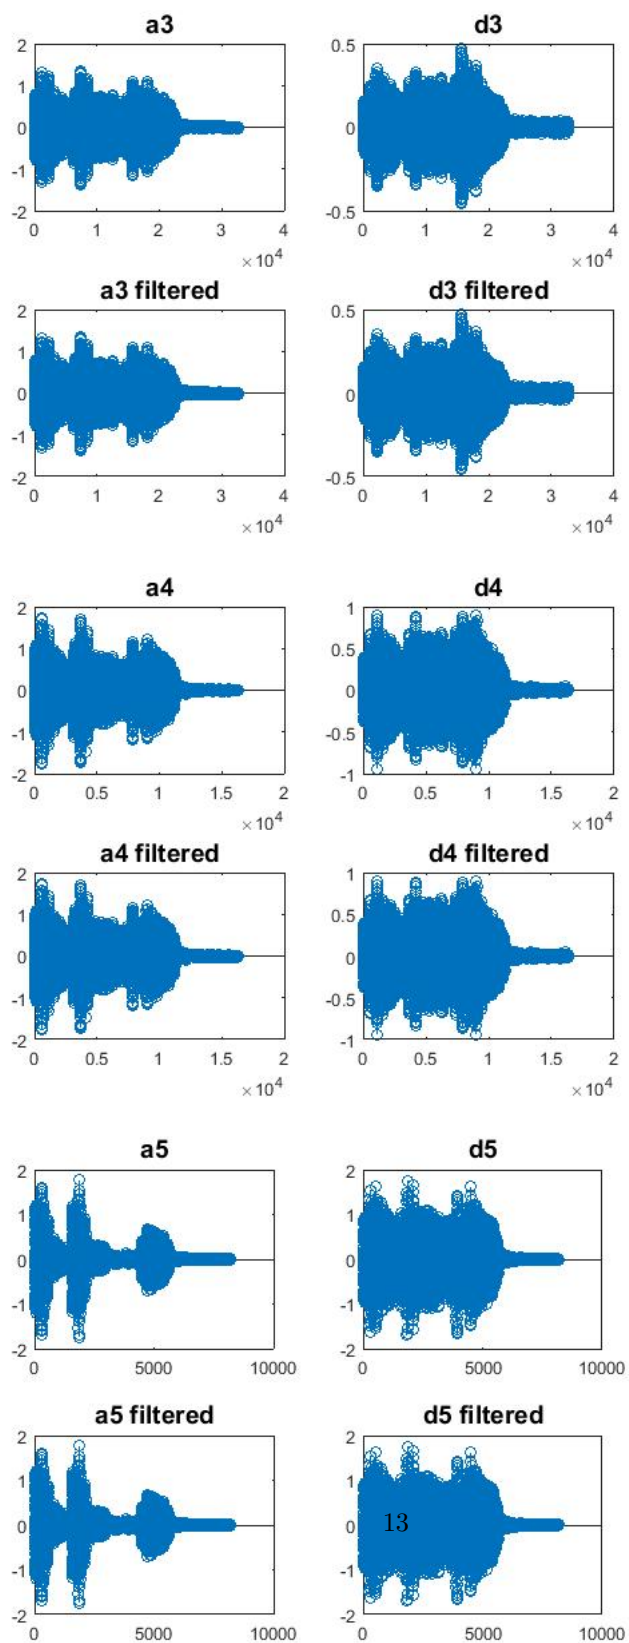 a3 d3
2 0.5
1
0 0
-1
-2 -0.5
0 1 2 3 4 0 1 2 3 4
×10^4 ×10^4
a3 filtered d3 filtered
2 0.5
1
0 0
-1
-2 -0.5
0 1 2 3 4 0 1 2 3 4
×10^4 ×10^4
a4 d4
2 1
1 0.5
0 0
-1 -0.5
-2 -1
0 0.5 1 1.5 2 0 0.5 1 1.5 2
×10^4 ×10^4
a4 filtered d4 filtered
2 1
1 0.5
0 0
-1 -0.5
-2 -1
0 0.5 1 1.5 2 0 0.5 1 1.5 2
×10^4 ×10^4
a5 d5
2 2
1 1
0 0
-1 -1
-2 -2
0 5000 10000 0 5000 10000
a5 filtered d5 filtered
2 2
1 1
0 0 13
-1 -1
-2 -2
0 5000 10000 0 5000 10000